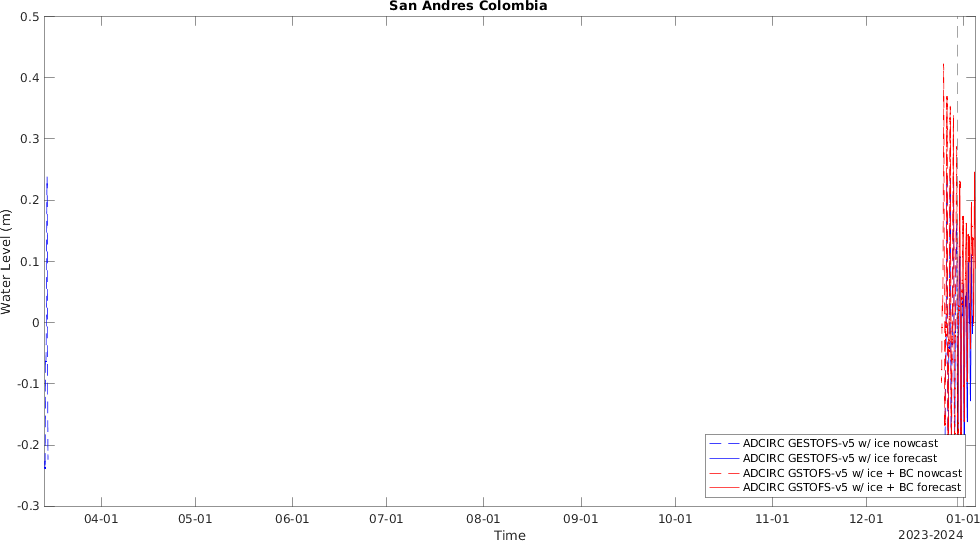 San Andres Colombia
0.5
0.4
0.3
0.2
0.1
0
-0.1
-0.2
-0.3
Water Level (m)
ADCIRC GESTOFS-v5 w/ ice nowcast
ADCIRC GESTOFS-v5 w/ ice forecast
ADCIRC GSTOFS-v5 w/ ice + BC nowcast
ADCIRC GSTOFS-v5 w/ ice + BC forecast
04-01 05-01 06-01 07-01 08-01 09-01 10-01 11-01 12-01 01-01
Time
2023-2024